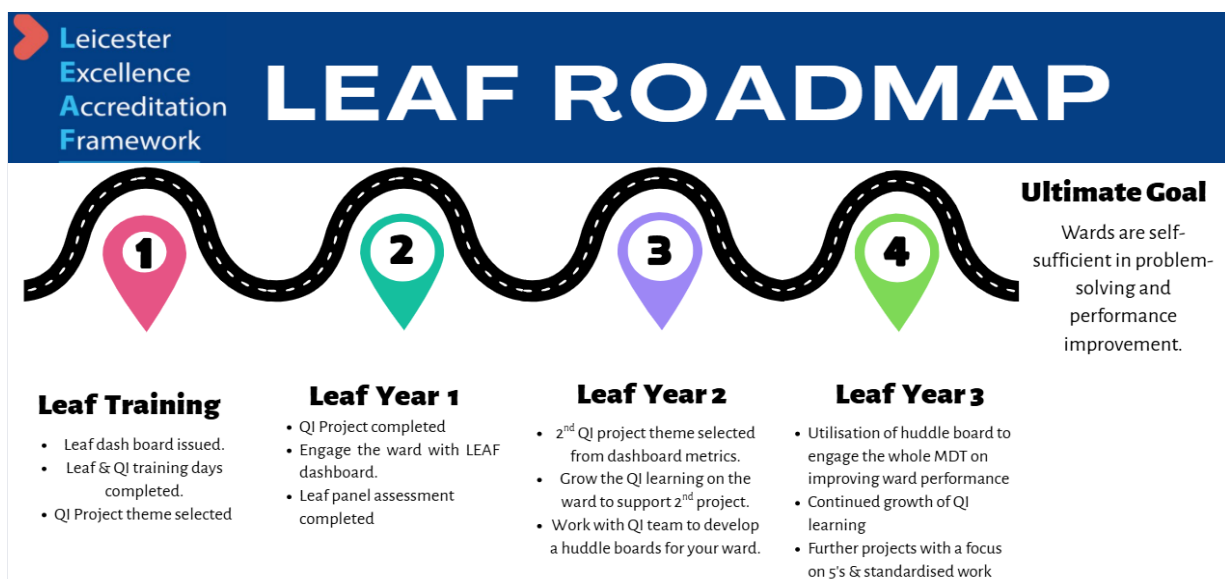 Leicester
Excellence
Accreditation
Framework
LEAF ROADMAP
1
2
3
4
Ultimate Goal
Wards are self-
sufficient in problem-
solving and
performance
improvement.
Leaf Training
• Leaf dash board issued.
• Leaf & QI training days
completed.
• QI Project theme selected
Leaf Year 1
• QI Project completed
• Engage the ward with LEAF
dashboard.
• Leaf panel assessment
completed
Leaf Year 2
• 2nd QI project theme selected
from dashboard metrics.
• Grow the QI learning on the
ward to support 2nd project.
• Work with QI team to develop
a huddle boards for your ward.
Leaf Year 3
• Utilisation of huddle board to
engage the whole MDT on
improving ward performance
• Continued growth of QI
learning
• Further projects with a focus
on 5's & standardised work